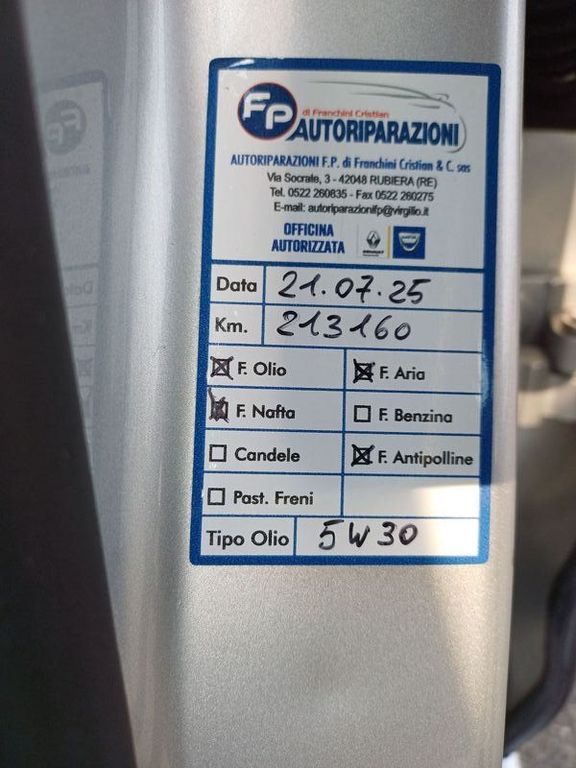 FP
di Franchini Cristian
AUTORIPARAZIONI
AUTORIPARAZIONI F.P. di Franchini Cristian & C. sas
Via Socrate, 3 - 42048 RUBIERA (RE)
Tel. 0522 260835 - Fax 0522 260275
E-mail: autoriparazionifp@virgilio.it
OFFICINA
AUTORIZZATA
RENAULT
DACIA
Data 21.07.25
Km. 213160
F. Olio F. Aria
F. Nafta F. Benzina
Candele F. Antipolline
Past. Freni
Tipo Olio 5W30